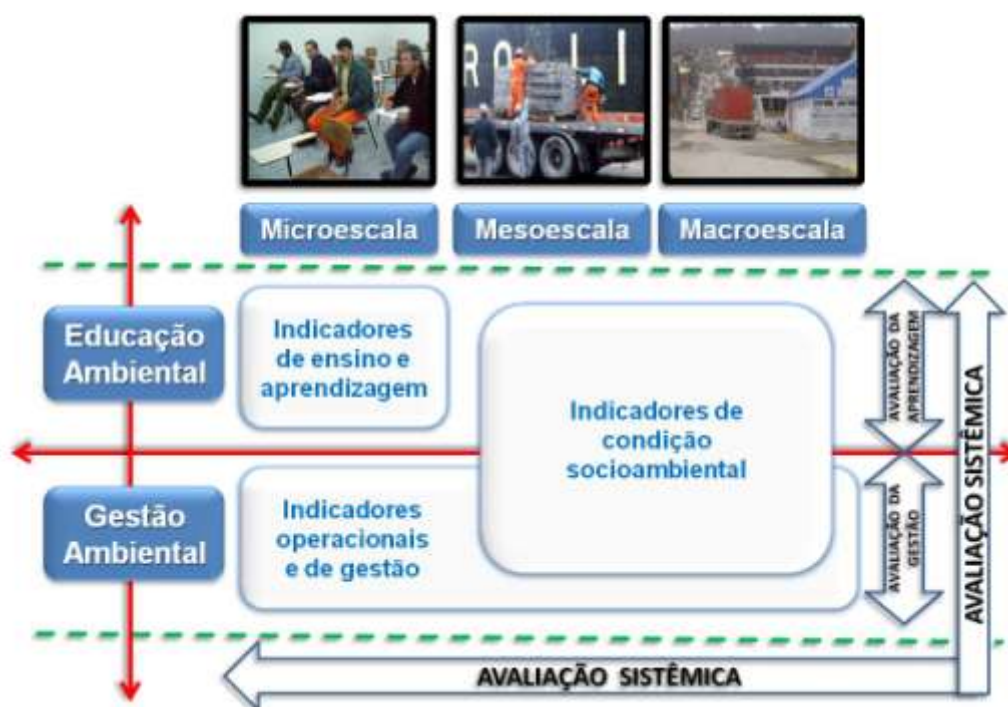 ROLI
Microescala
Mesoescala
Macroescala
Educação
Ambiental
Indicadores
de ensino e
aprendizagem
Indicadores de
condição
socioambiental
AVALIAÇÃO DA
APRENDIZAGEM
AVALIAÇÃO SISTÊMICA
Gestão
Ambiental
Indicadores
operacionais
e de gestão
AVALIAÇÃO DA
GESTÃO
AVALIAÇÃO SISTÊMICA